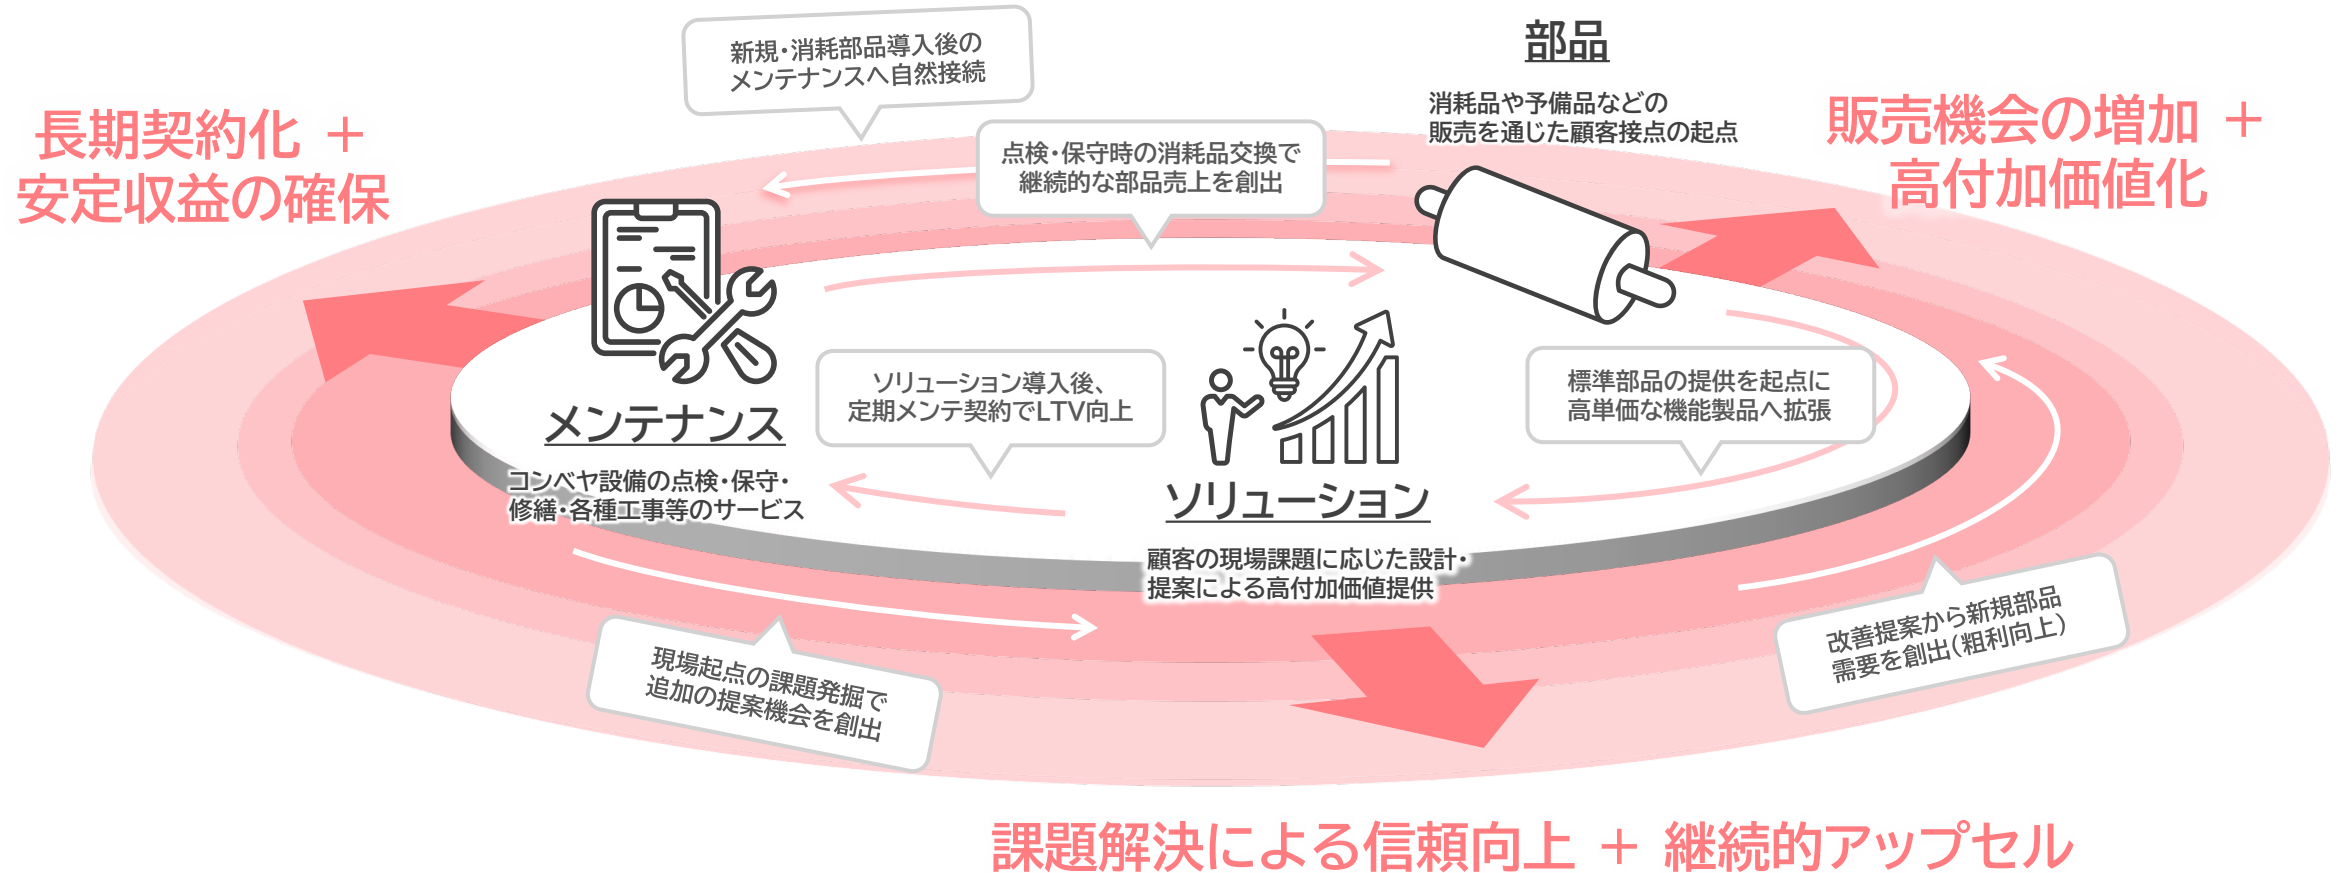 新規・消耗部品導入後の
メンテナンスへ自然接続
部品
消耗品や予備品などの
販売を通じた顧客接点の起点
長期契約化 +
安定収益の確保
販売機会の増加 +
高付加価値化
点検・保守時の消耗品交換で
継続的な部品売上を創出
メンテナンス
コンベヤ設備の点検・保守・
修繕・各種工事等のサービス
ソリューション導入後、
定期メンテ契約でLTV向上
標準部品の提供を起点に
高単価な機能製品へ拡張
ソリューション
顧客の現場課題に応じた設計・
提案による高付加価値提供
現場起点の課題発掘で
追加の提案機会を創出
改善提案から新規部品
需要を創出(粗利向上)
課題解決による信頼向上 + 継続的アップセル